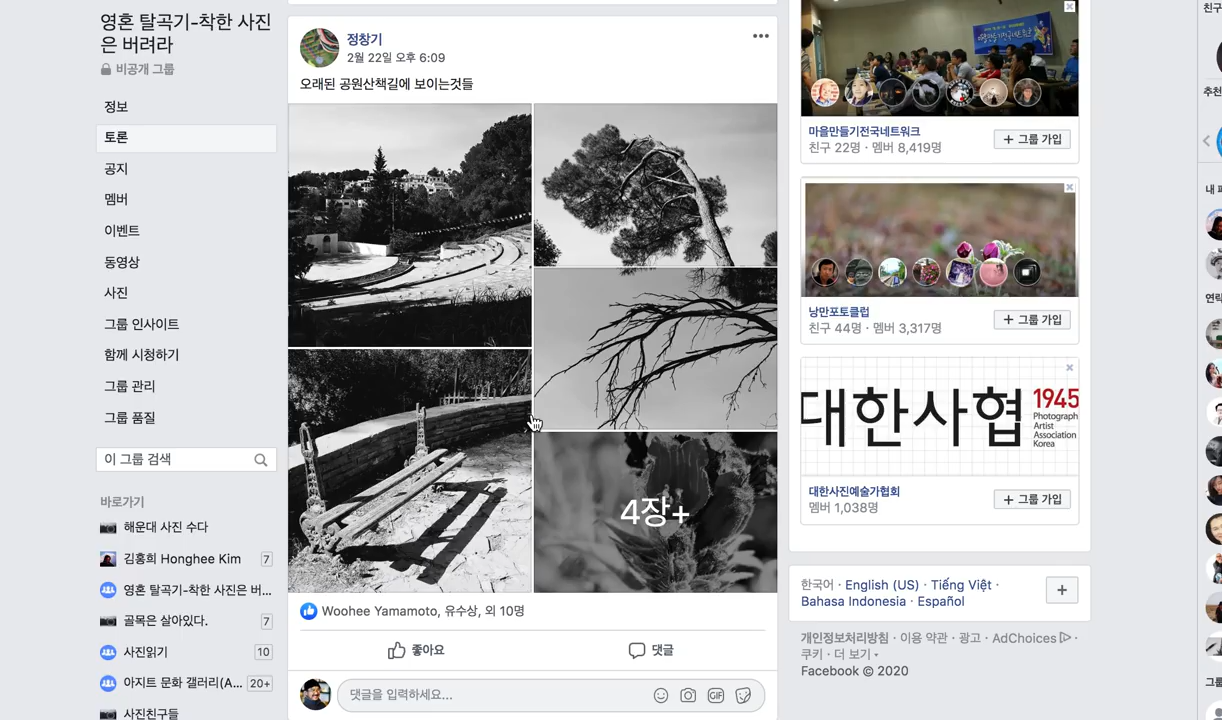 영혼 탈곡기-착한 사진
은 버려라
비공개 그룹
정보
토론
공지
멤버
이벤트
동영상
사진
그룹 인사이트
함께 시청하기
그룹 관리
그룹 품질
이 그룹 검색
바로가기
해운대 사진 수다
김홍희 Honghee Kim 7
영혼 탈곡기-착한 사진은 버...
골목은 살아있다. 7
사진읽기 10
아지트 문화 갤러리(A... 20+
사진친구들
정창기
2월 22일 오후 6:09
오래된 공원산책길에 보이는것들
4장+
Woohee Yamamoto, 유수상, 외 10명
좋아요 댓글
댓글을 입력하세요...
GIF
마을만들기전국네트워크
친구 22명 · 멤버 8,419명
+ 그룹 가입
낭만포토클럽
친구 44명 · 멤버 3,317명
+ 그룹 가입
대한사협 1945
Photograph
Artist
Association
Korea
대한사진예술가협회
멤버 1,038명
+ 그룹 가입
한국어 · English (US) · Tiếng Việt ·
Bahasa Indonesia · Español
개인정보처리방침 · 이용 약관 · 광고 · AdChoices ·
쿠키 · 더 보기
Facebook © 2020
친구
추천
내 페
연락
그룹